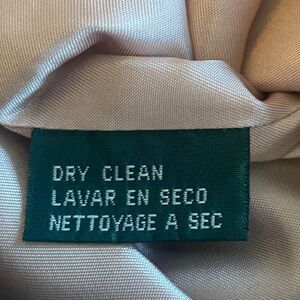 DRY CLEAN
LAVAR EN SECO
NETTOYAGE A SEC